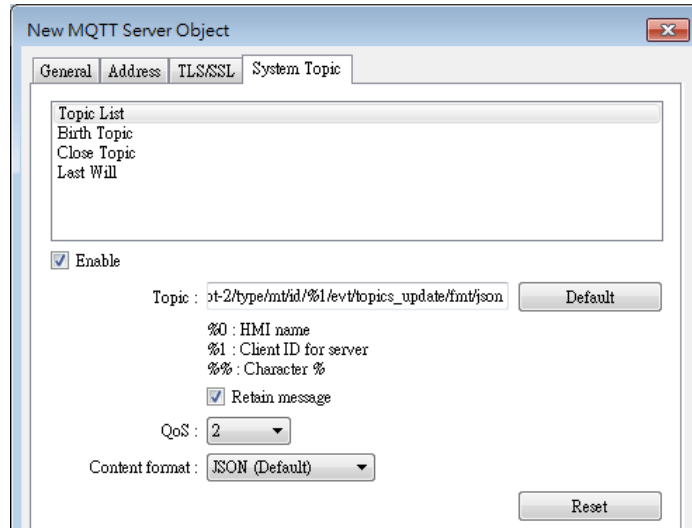 New MQTT Server Object
General Address TLS/SSL System Topic
Topic List
Birth Topic
Close Topic
Last Will
Enable
Topic : ot-2/type/mt/id/%1/evt/topics_update/fmt/json Default
%0 : HMI name
%1 : Client ID for server
%% : Character %
Retain message
QoS : 2
Content format : JSON (Default)
Reset